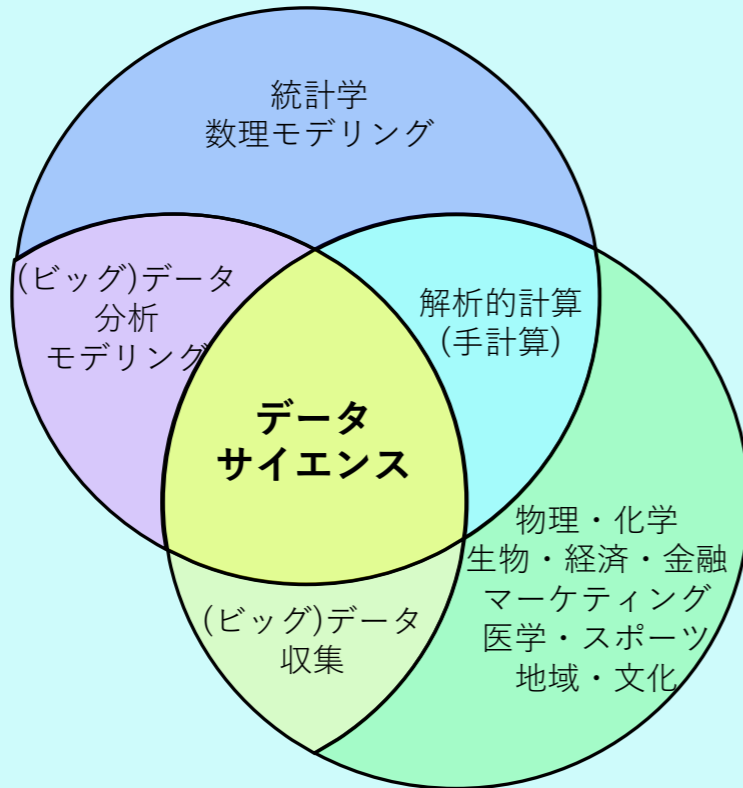 統計学
数理モデリング
(ビッグ)データ
分析
モデリング
解析的計算
(手計算)
データ
サイエンス
物理・化学
生物・経済・金融
マーケティング
医学・スポーツ
地域・文化
(ビッグ)データ
収集